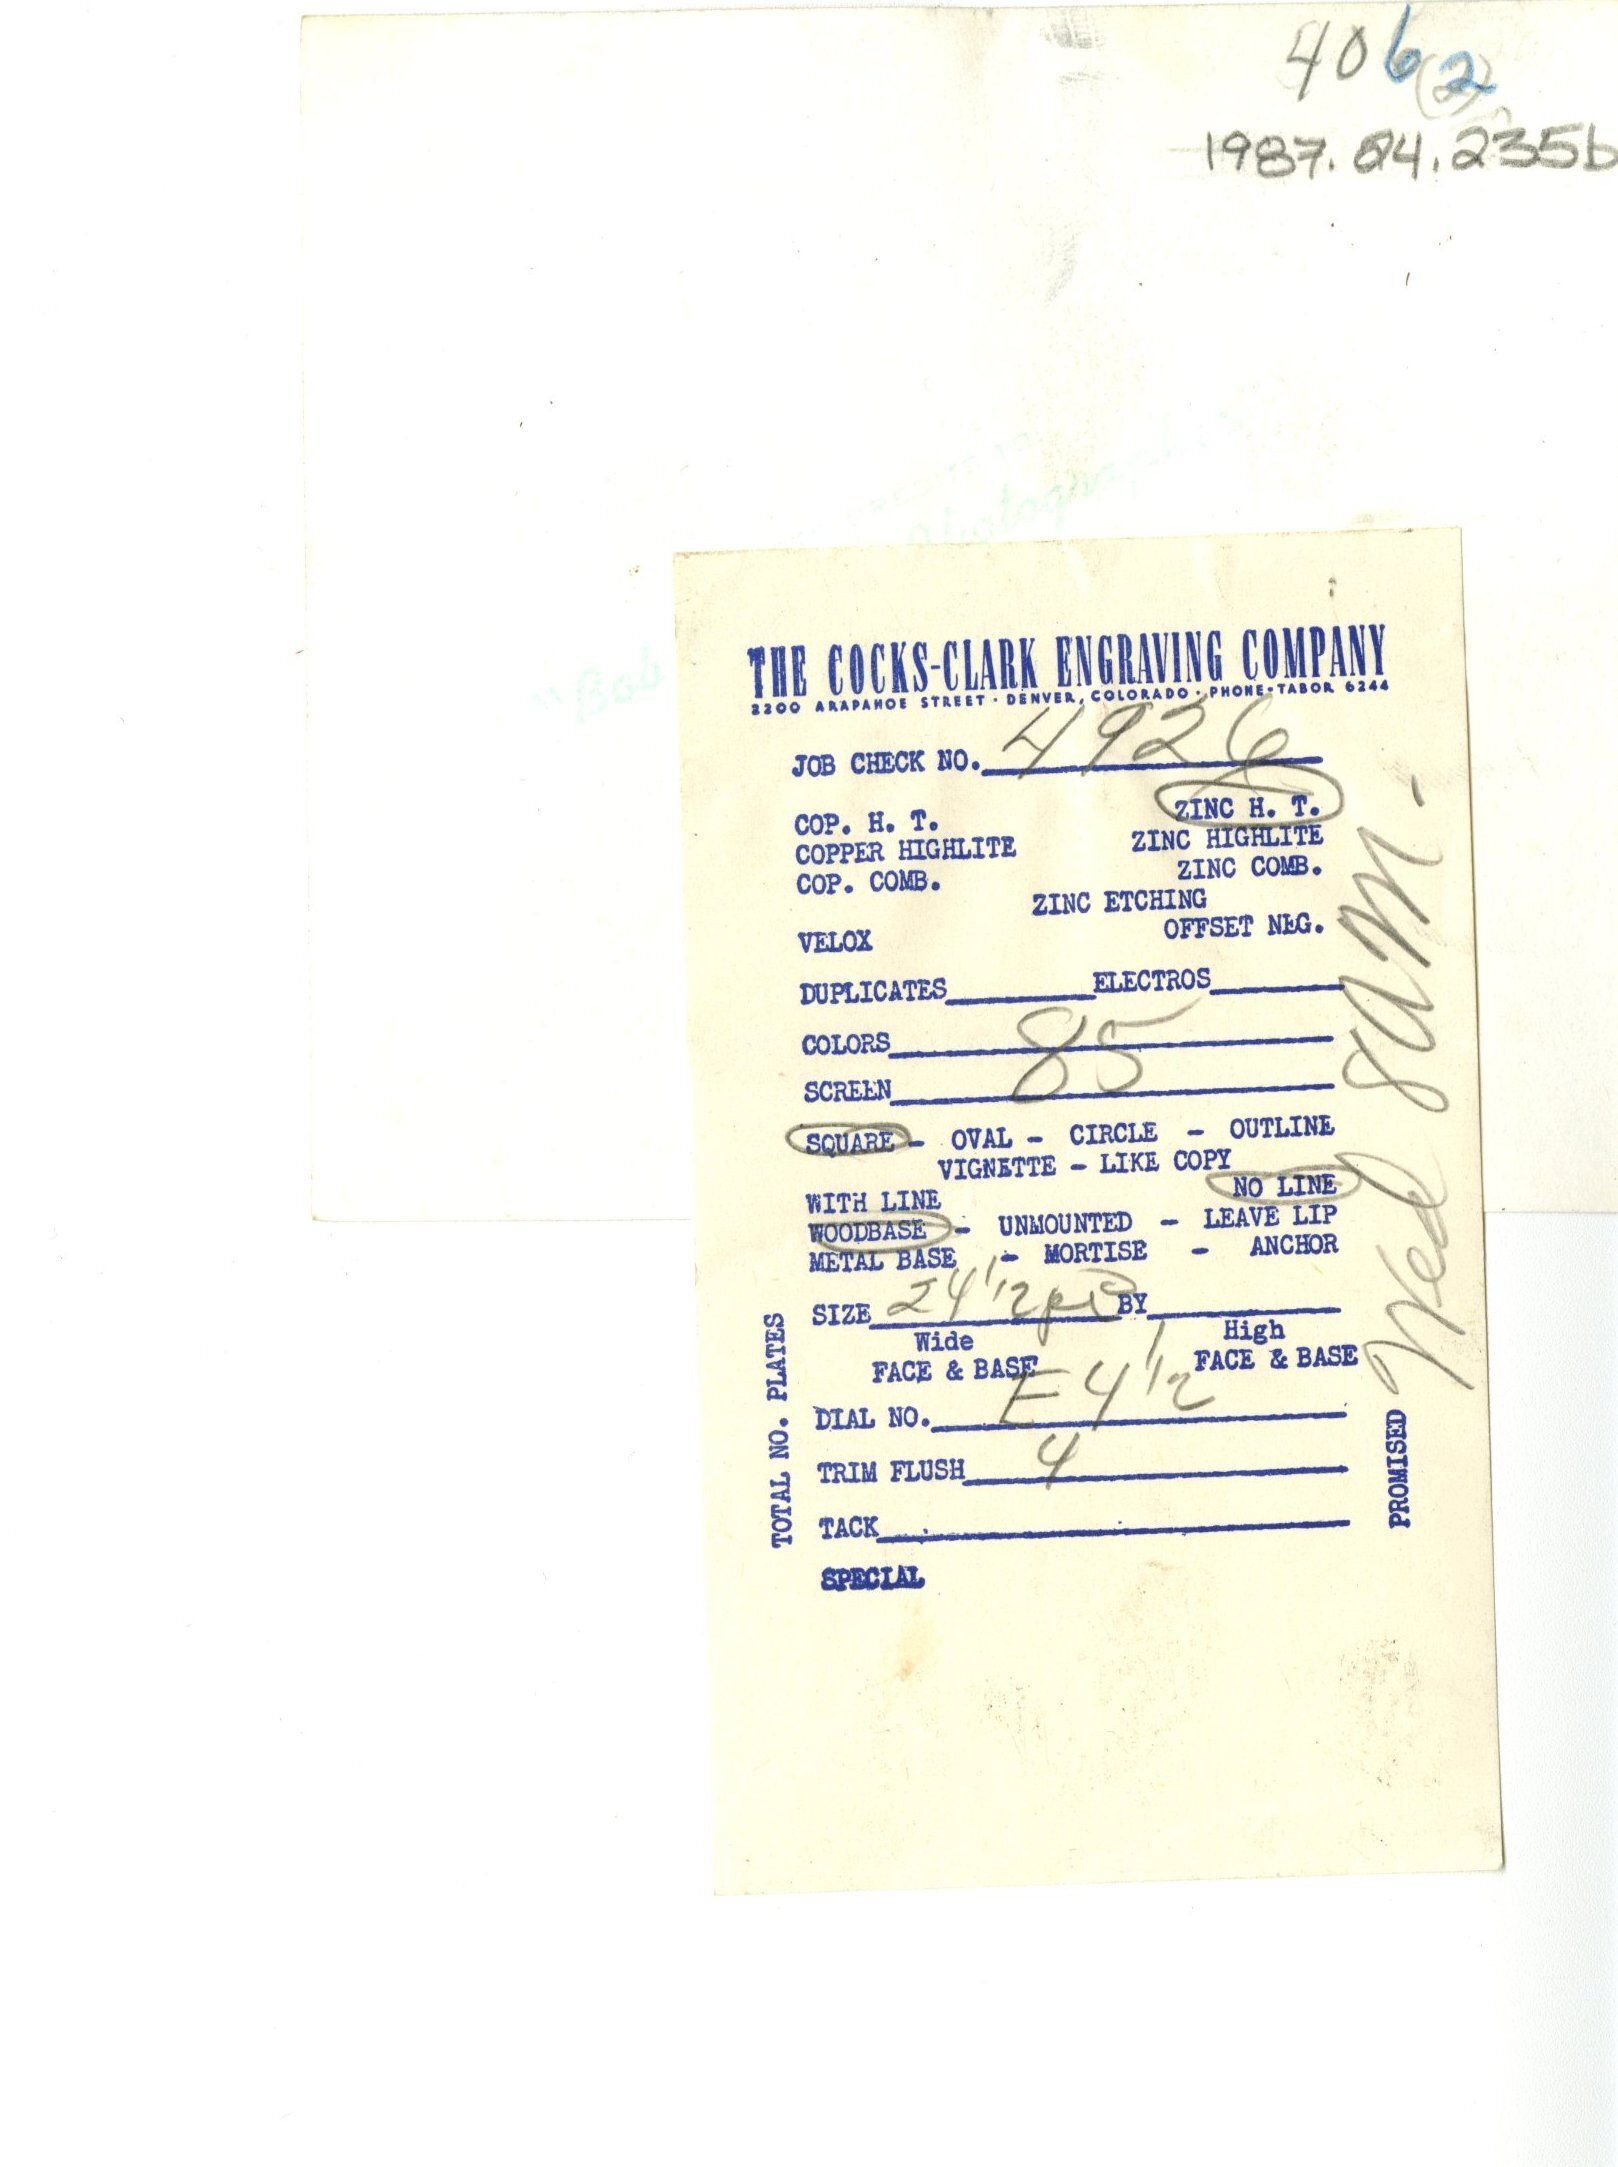 406 (2)
1987.84.235b
"Bob
THE COCKS-CLARK ENGRAVING COMPANY
2200 ARAPAHOE STREET · DENVER, COLORADO · PHONE-TABOR 6244
JOB CHECK NO. 4926
COP. H. T. ZINC H. T.
COPPER HIGHLITE ZINC HIGHLITE
COP. COMB. ZINC COMB.
ZINC ETCHING
VELOX OFFSET NEG.
DUPLICATES ELECTROS
COLORS
SCREEN 85
SQUARE - OVAL - CIRCLE - OUTLINE
VIGNETTE - LIKE COPY
WITH LINE NO LINE
WOODBASE - UNMOUNTED - LEAVE LIP
METAL BASE - MORTISE - ANCHOR
SIZE 24 1/2 pi BY
Wide High
FACE & BASE FACE & BASE
DIAL NO. E 4 1/2
TRIM FLUSH 4
TACK
SPECIAL
TOTAL NO. PLATES
PROMISED Wed 8AM.